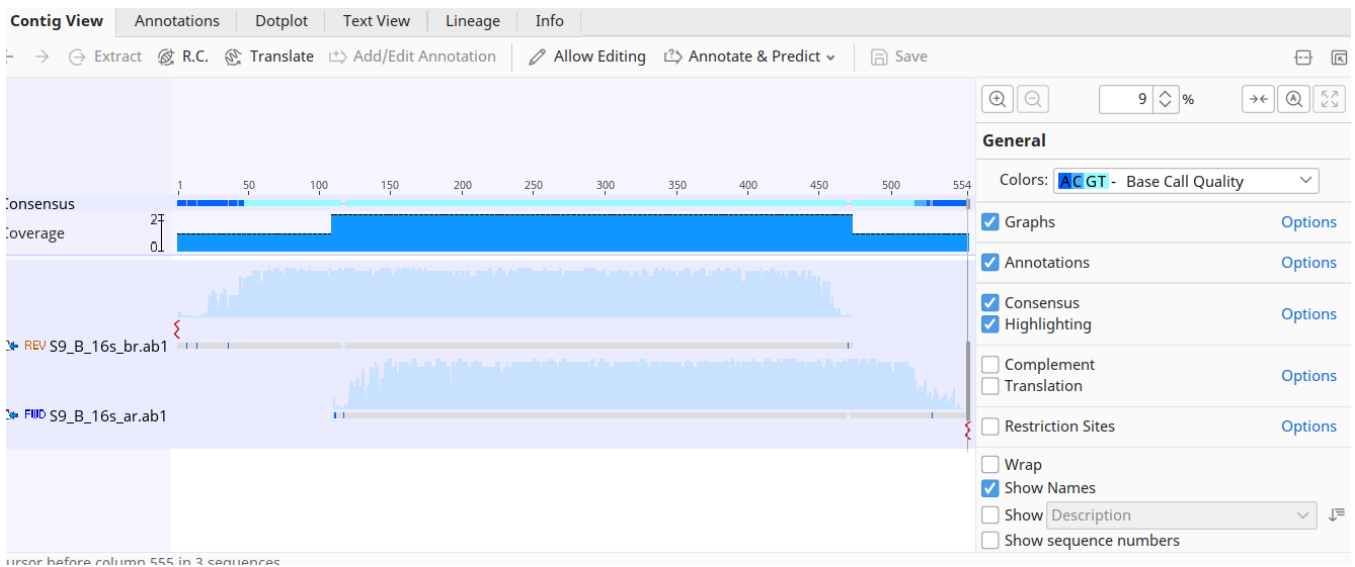 Contig View Annotations Dotplot Text View Lineage Info
Extract R.C. Translate Add/Edit Annotation Allow Editing Annotate & Predict Save
9 %
General
Colors: ACGT - Base Call Quality
1 50 100 150 200 250 300 350 400 450 500 554
Consensus
Coverage 2
0
Graphs Options
Annotations Options
Consensus
Highlighting Options
Complement
Translation Options
REV S9_B_16s_br.ab1
FWD S9_B_16s_ar.ab1
Restriction Sites Options
Wrap
Show Names
Show Description
Show sequence numbers
ursor before column 555 in 3 sequences